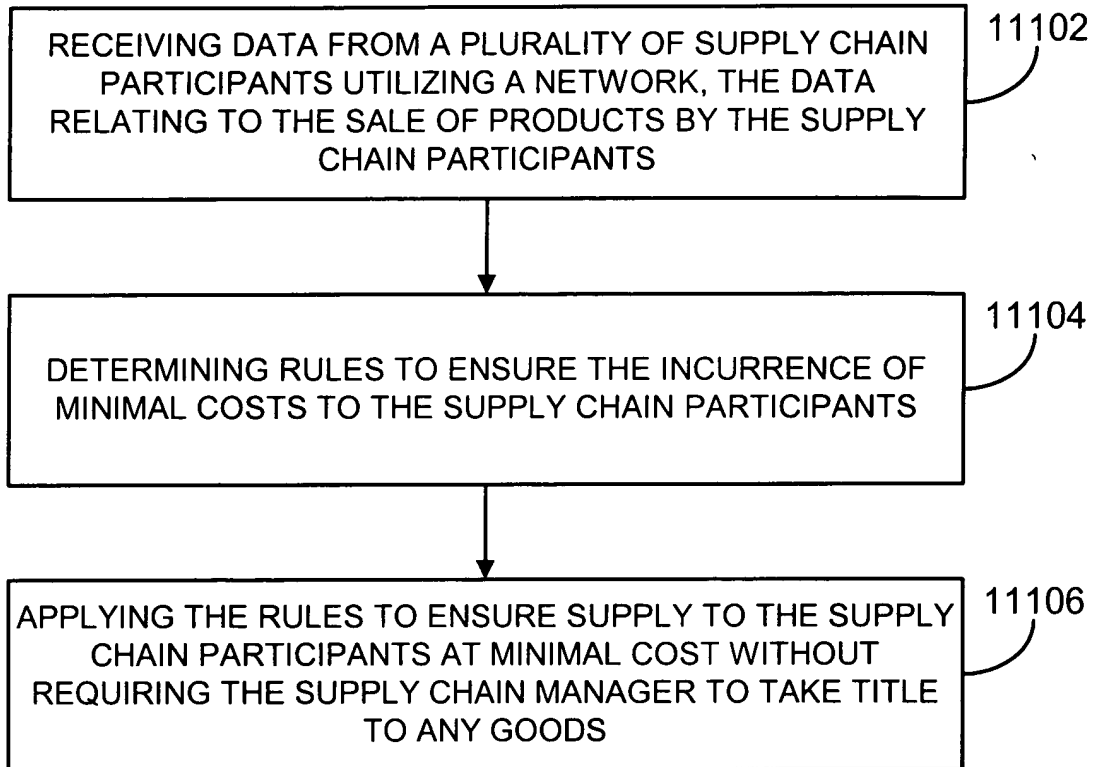 RECEIVING DATA FROM A PLURALITY OF SUPPLY CHAIN
PARTICIPANTS UTILIZING A NETWORK, THE DATA
RELATING TO THE SALE OF PRODUCTS BY THE SUPPLY
CHAIN PARTICIPANTS
11102
DETERMINING RULES TO ENSURE THE INCURRENCE OF
MINIMAL COSTS TO THE SUPPLY CHAIN PARTICIPANTS
11104
APPLYING THE RULES TO ENSURE SUPPLY TO THE SUPPLY
CHAIN PARTICIPANTS AT MINIMAL COST WITHOUT
REQUIRING THE SUPPLY CHAIN MANAGER TO TAKE TITLE
TO ANY GOODS
11106